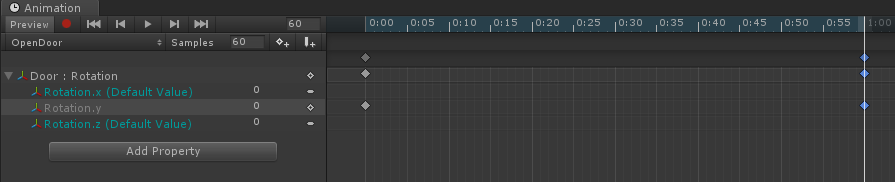 Animation
Preview 60 0:00 0:05 0:10 0:15 0:20 0:25 0:30 0:35 0:40 0:45 0:50 0:55 1:00
OpenDoor Samples 60
Door : Rotation
Rotation.x (Default Value) 0
Rotation.y 0
Rotation.z (Default Value) 0
Add Property